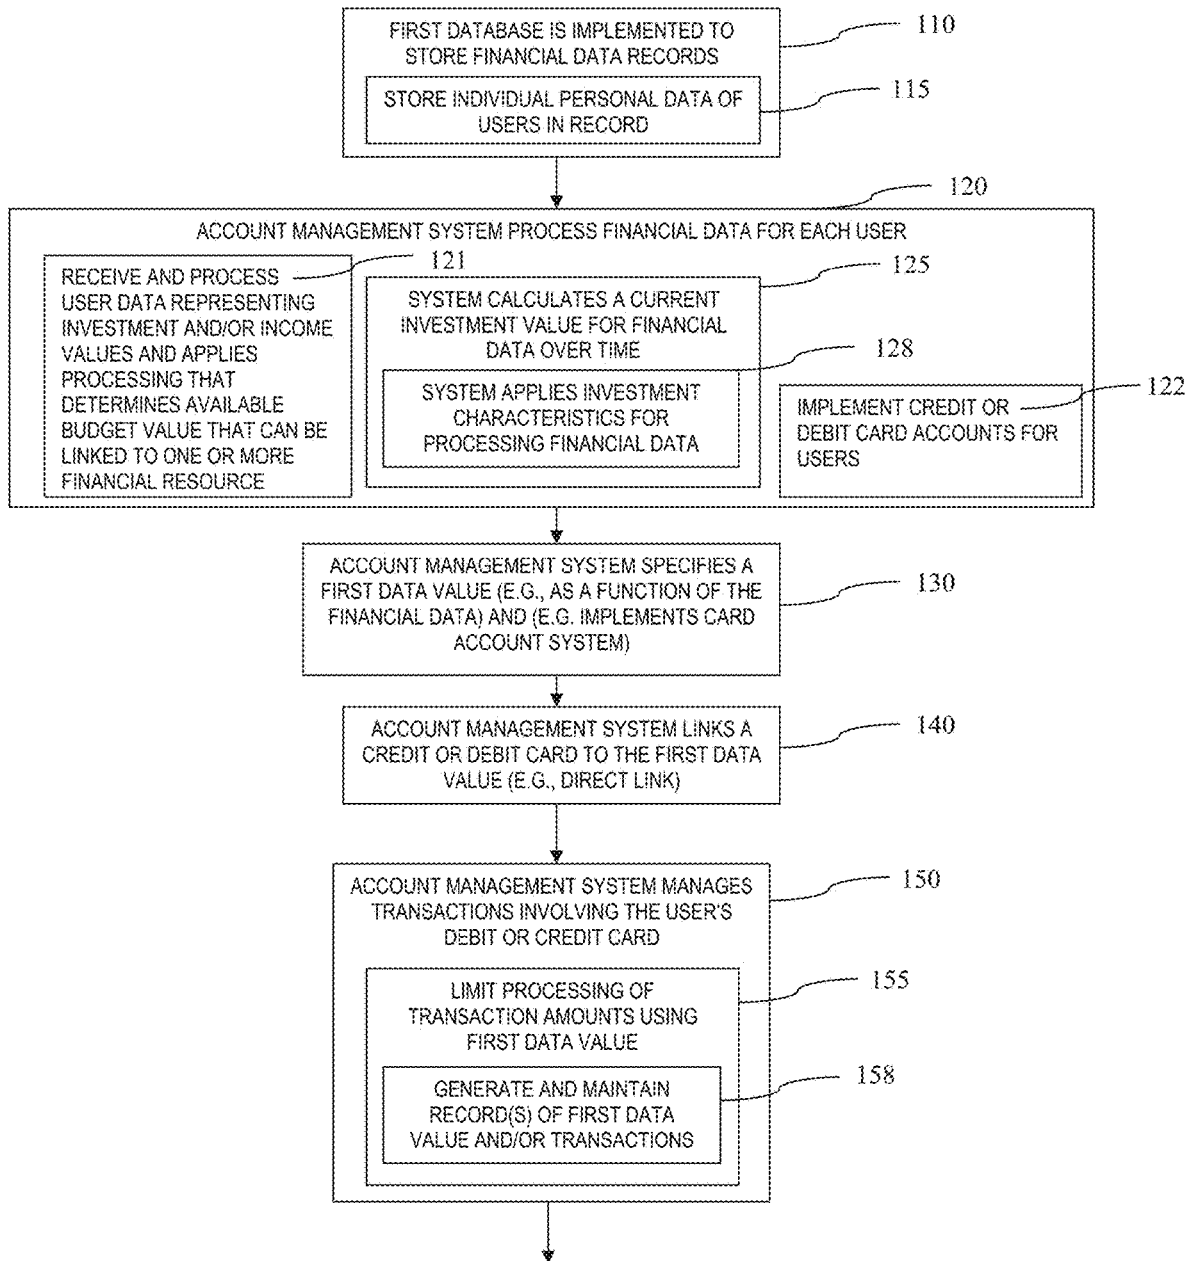 FIRST DATABASE IS IMPLEMENTED TO
STORE FINANCIAL DATA RECORDS
110
STORE INDIVIDUAL PERSONAL DATA OF
USERS IN RECORD
115
120
ACCOUNT MANAGEMENT SYSTEM PROCESS FINANCIAL DATA FOR EACH USER
RECEIVE AND PROCESS
USER DATA REPRESENTING
INVESTMENT AND/OR INCOME
VALUES AND APPLIES
PROCESSING THAT
DETERMINES AVAILABLE
BUDGET VALUE THAT CAN BE
LINKED TO ONE OR MORE
FINANCIAL RESOURCE
121
SYSTEM CALCULATES A CURRENT
INVESTMENT VALUE FOR FINANCIAL
DATA OVER TIME
125
SYSTEM APPLIES INVESTMENT
CHARACTERISTICS FOR
PROCESSING FINANCIAL DATA
128
IMPLEMENT CREDIT OR
DEBIT CARD ACCOUNTS FOR
USERS
122
ACCOUNT MANAGEMENT SYSTEM SPECIFIES A
FIRST DATA VALUE (E.G., AS A FUNCTION OF THE
FINANCIAL DATA) AND (E.G. IMPLEMENTS CARD
ACCOUNT SYSTEM)
130
ACCOUNT MANAGEMENT SYSTEM LINKS A
CREDIT OR DEBIT CARD TO THE FIRST DATA
VALUE (E.G., DIRECT LINK)
140
ACCOUNT MANAGEMENT SYSTEM MANAGES
TRANSACTIONS INVOLVING THE USER'S
DEBIT OR CREDIT CARD
150
LIMIT PROCESSING OF
TRANSACTION AMOUNTS USING
FIRST DATA VALUE
155
GENERATE AND MAINTAIN
RECORD(S) OF FIRST DATA
VALUE AND/OR TRANSACTIONS
158